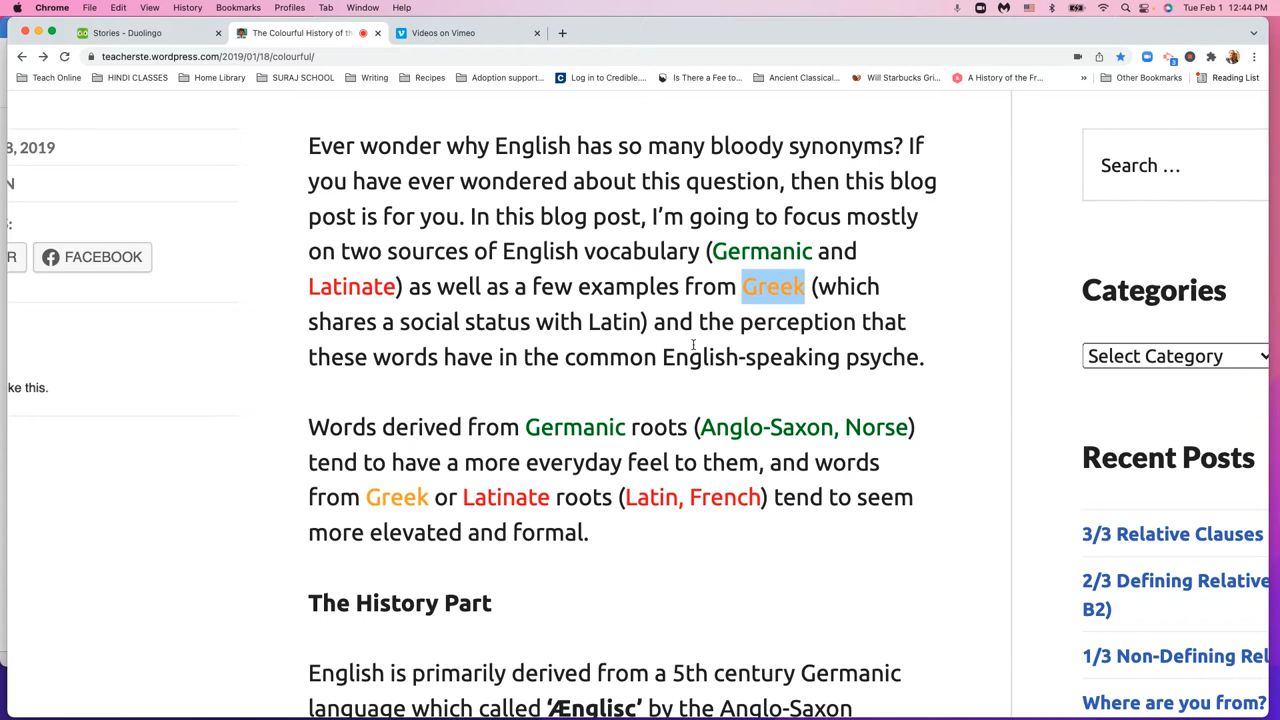 Chrome File Edit View History Bookmarks Profiles Tab Window Help Tue Feb 1 12:44 PM
Stories - Duolingo The Colourful History of th Videos on Vimeo
teacherste.wordpress.com/2019/01/18/colourful/
Teach Online HINDI CLASSES Home Library SURAJ SCHOOL Writing Recipes Adoption support... Log in to Credible.... Is There a Fee to... Ancient Classical... Will Starbucks Gri... A History of the Fr... » Other Bookmarks Reading List
8, 2019
N
:
R
FACEBOOK
ke this.
Ever wonder why English has so many bloody synonyms? If
you have ever wondered about this question, then this blog
post is for you. In this blog post, I’m going to focus mostly
on two sources of English vocabulary (Germanic and
Latinate) as well as a few examples from Greek (which
shares a social status with Latin) and the perception that
these words have in the common English-speaking psyche.
Words derived from Germanic roots (Anglo-Saxon, Norse)
tend to have a more everyday feel to them, and words
from Greek or Latinate roots (Latin, French) tend to seem
more elevated and formal.
The History Part
English is primarily derived from a 5th century Germanic
language which called ‘Ænglisc’ by the Anglo-Saxon
Search …
Categories
Select Category
Recent Posts
3/3 Relative Clauses
2/3 Defining Relative
B2)
1/3 Non-Defining Rel
Where are you from?